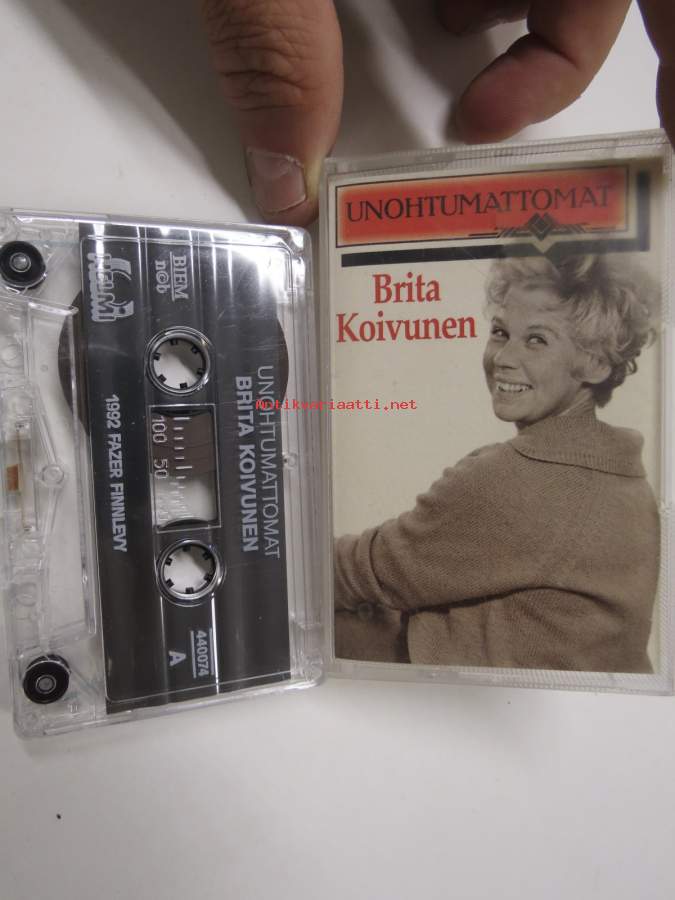 UNOHTUMATTOMAT
Brita
Koivunen
Antikvariaatti.net
BIEM
n©b
UNOHTUMATTOMAT
BRITA KOIVUNEN
100 50
1992 FAZER FINNLEVY
440074
A